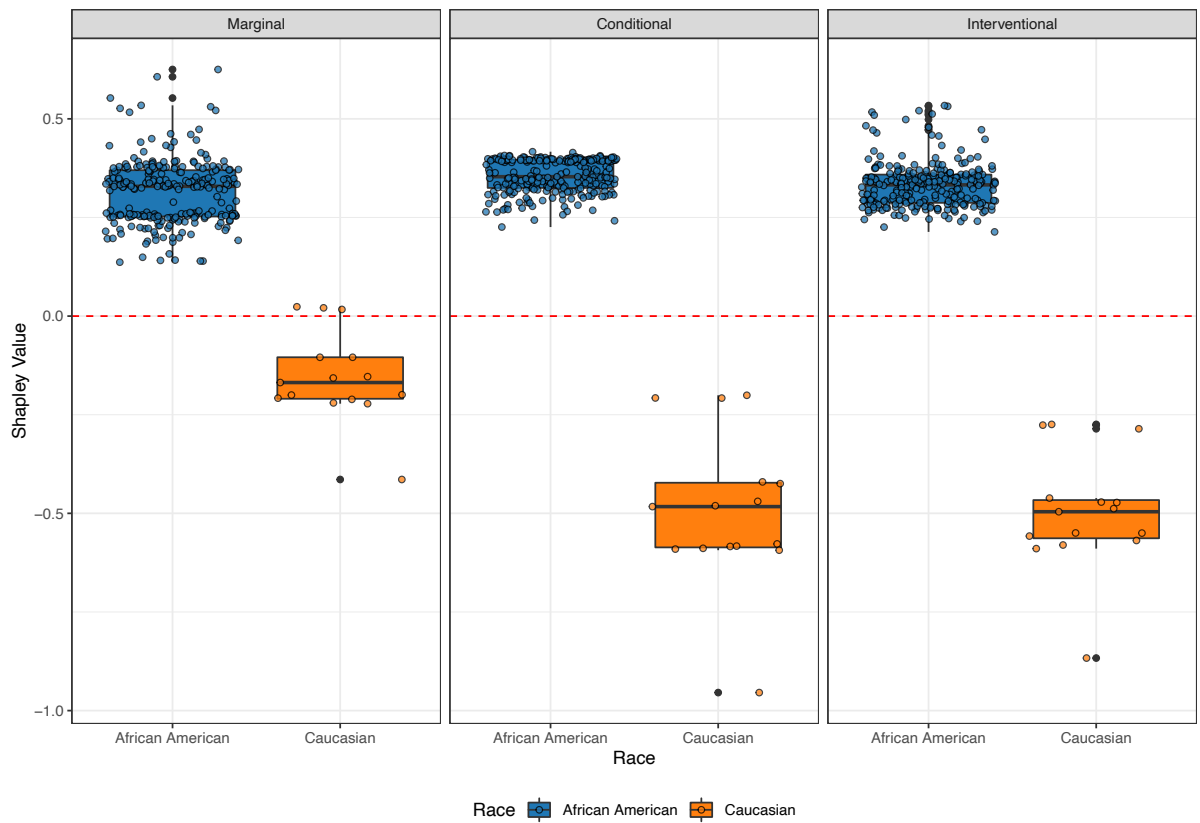 Marginal Conditional Interventional
0.5
0.0
−0.5
−1.0
Shapley Value
African American Caucasian African American Caucasian African American Caucasian
Race
Race African American Caucasian